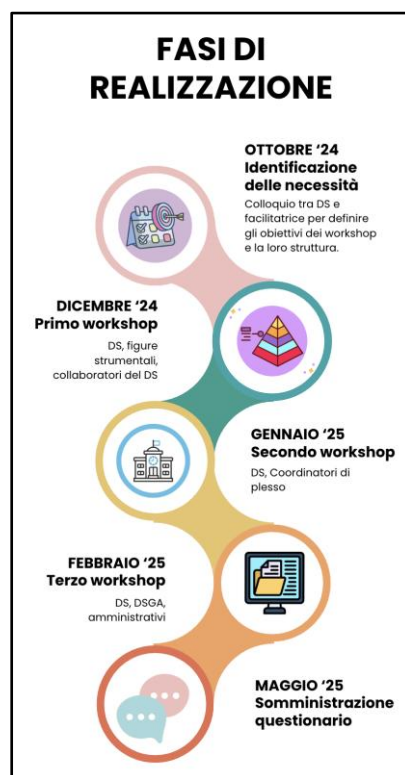 FASI DI
REALIZZAZIONE
OTTOBRE ‘24
Identificazione
delle necessità
Colloquio tra DS e
facilitatrice per definire
gli obiettivi dei workshop
e la loro struttura.
DICEMBRE ‘24
Primo workshop
DS, figure
strumentali,
collaboratori del DS
GENNAIO ‘25
Secondo workshop
DS, Coordinatori di
plesso
FEBBRAIO ‘25
Terzo workshop
DS, DSGA,
amministrativi
MAGGIO ‘25
Somministrazione
questionario